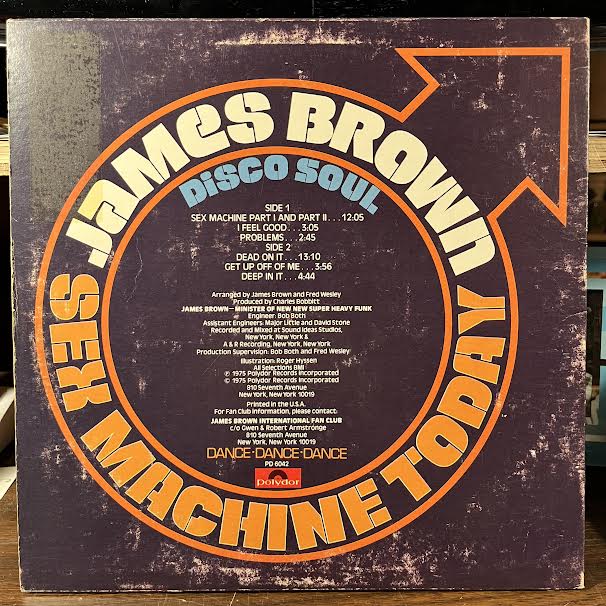 JAMES BROWN
DISCO SOUL
SIDE 1
SEX MACHINE PART I AND PART II...12:05
I FEEL GOOD...3:05
PROBLEMS...2:45
SIDE 2
DEAD ON IT...13:10
GET UP OFF OF ME...3:56
DEEP IN IT...4:44
Arranged by James Brown and Fred Wesley
Produced by Charles Bobbitt
JAMES BROWN—MINISTER OF NEW NEW SUPER HEAVY FUNK
Engineer: Bob Both
Assistant Engineers: Major Little and David Stone
Recorded and Mixed at Sound Ideas Studios,
New York, New York &
A & R Recording, New York, New York
Production Supervision: Bob Both and Fred Wesley
Illustration: Roger Hyssen
All Selections BMI
℗ 1975 Polydor Records Incorporated
© 1975 Polydor Records Incorporated
810 Seventh Avenue
New York, New York 10019
Printed in the U.S.A.
For Fan Club information, please contact:
JAMES BROWN INTERNATIONAL FAN CLUB
c/o Gwen & Robert Armstronge
810 Seventh Avenue
New York, New York 10019
DANCE·DANCE·DANCE
PD 6042
polydor
SEX MACHINE TODAY